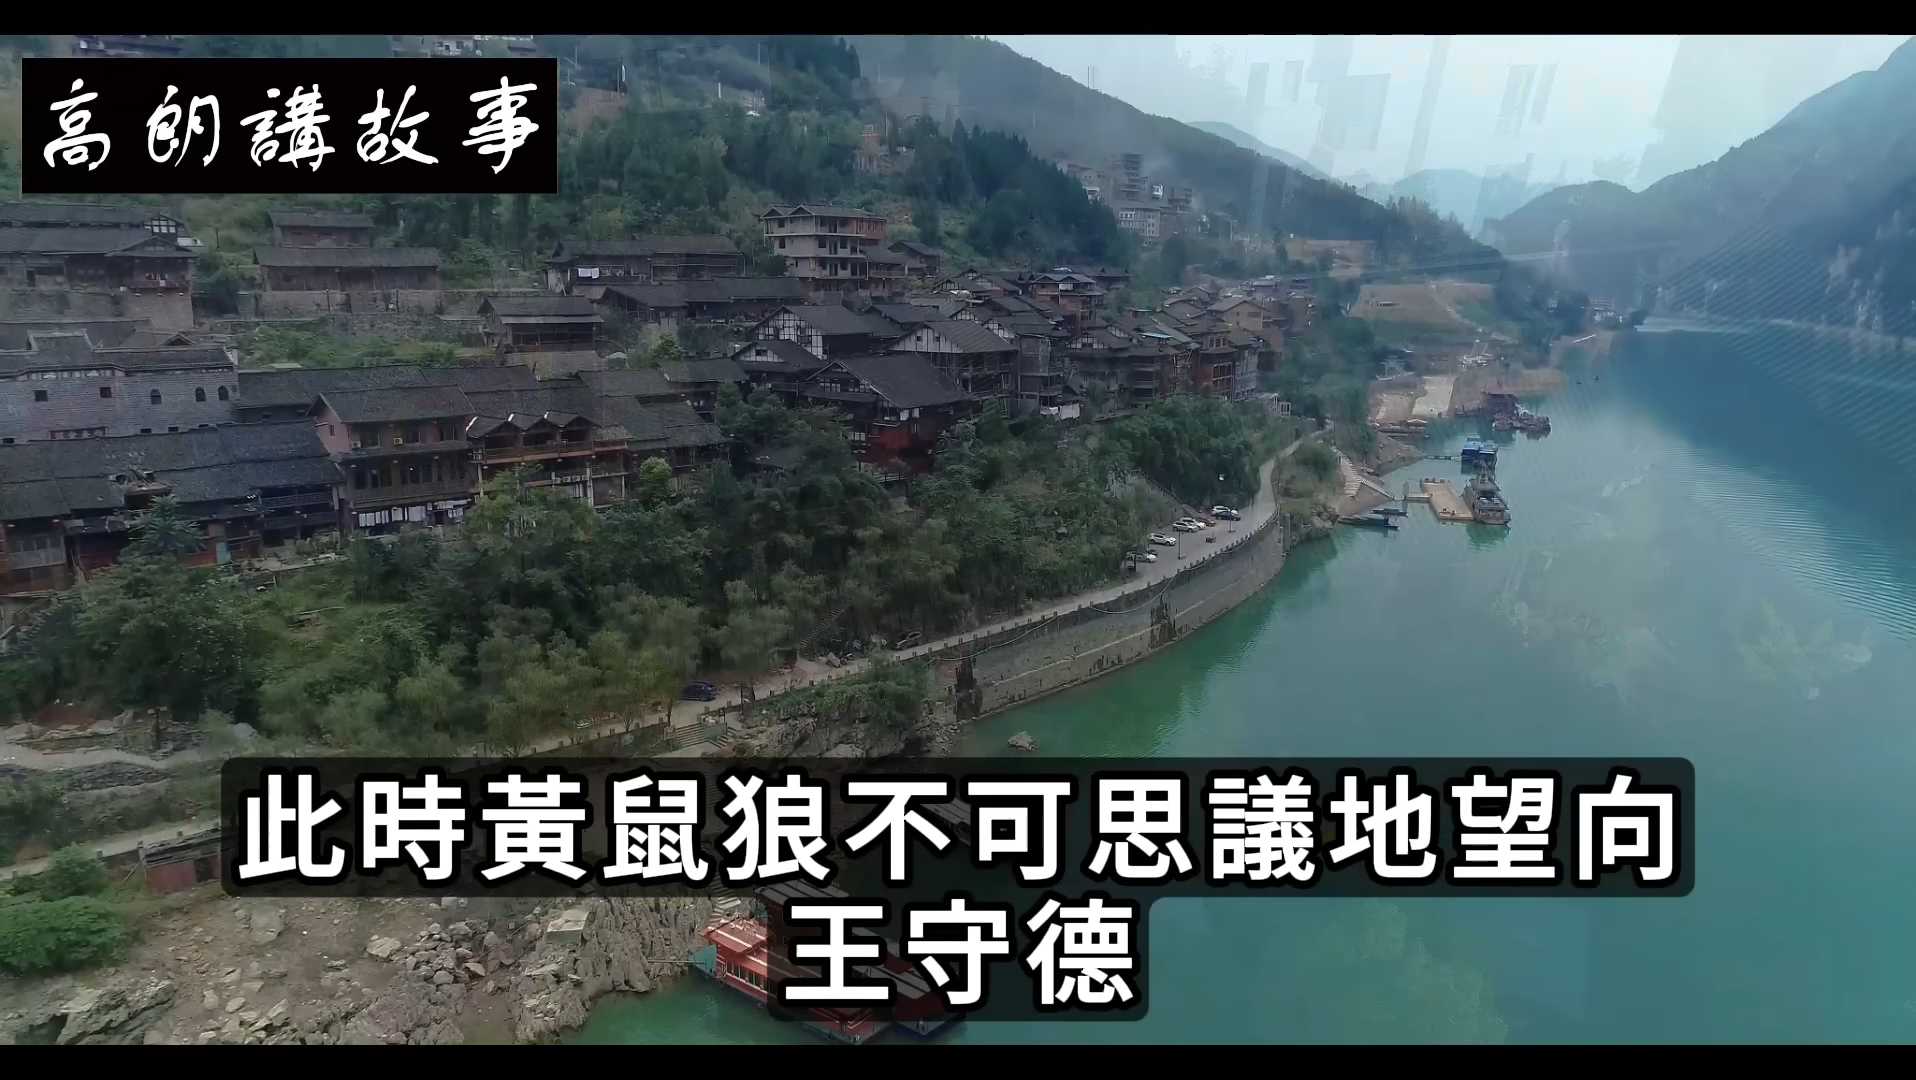 高朗講故事
此時黃鼠狼不可思議地望向
王守德